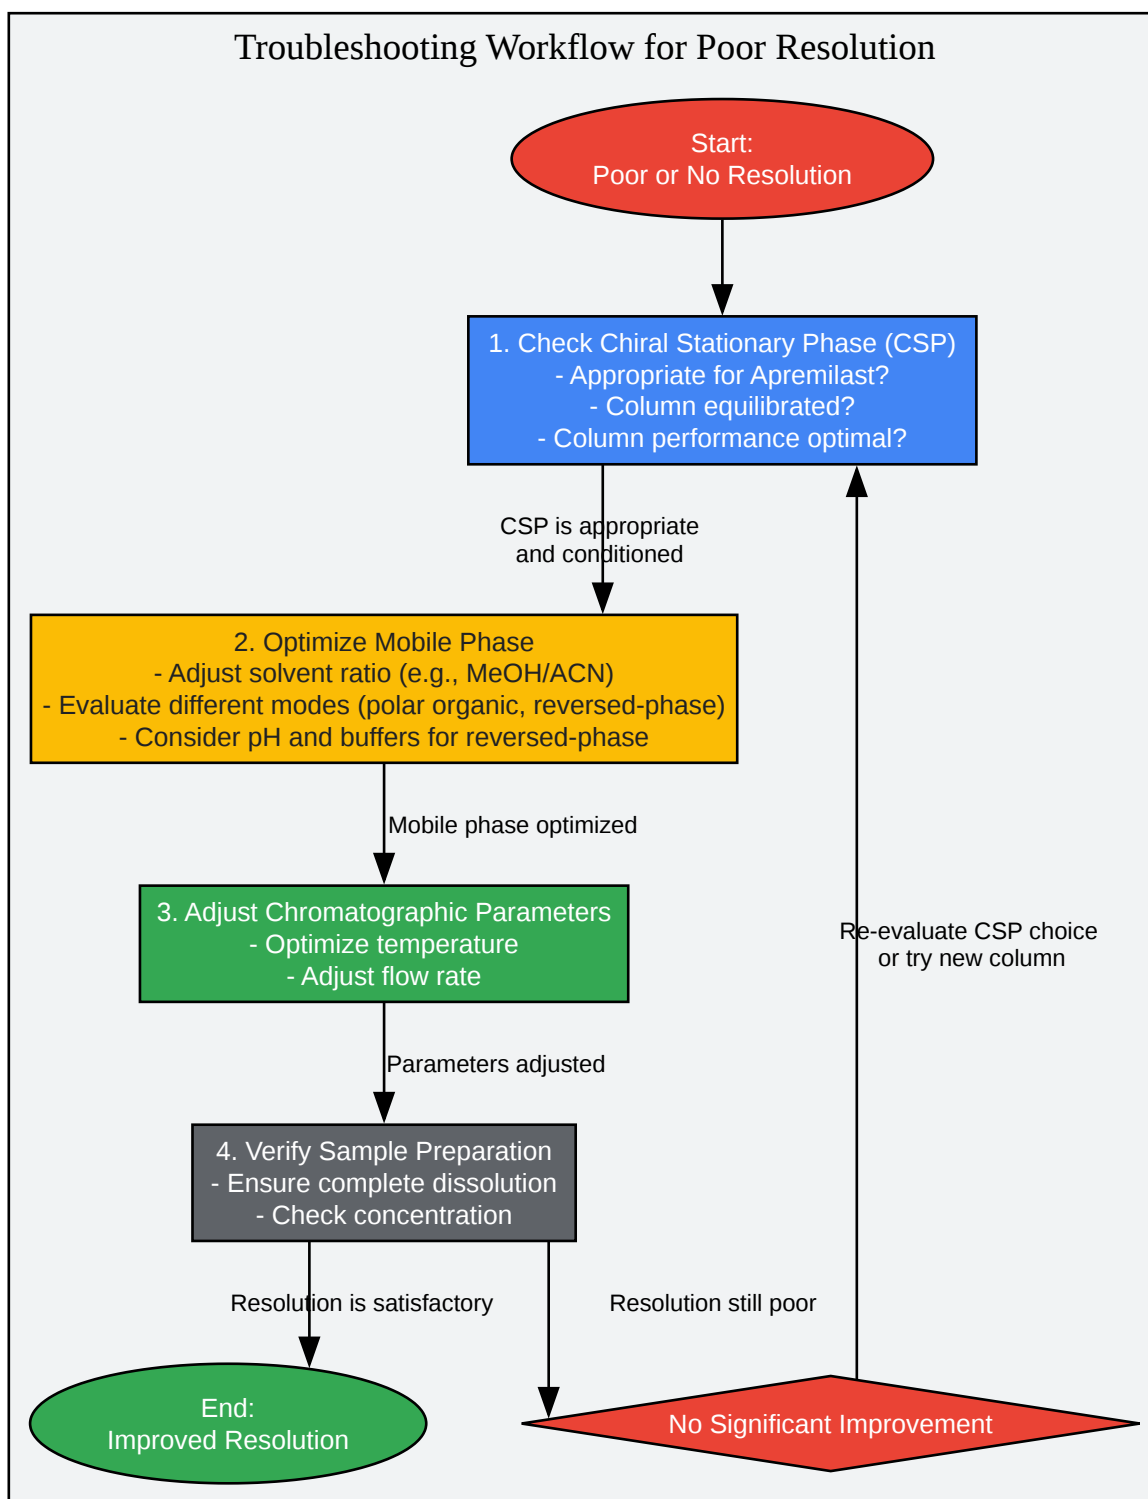 Troubleshooting Workflow for Poor Resolution
Start:
Poor or No Resolution
1. Check Chiral Stationary Phase (CSP)
- Appropriate for Apremilast?
- Column equilibrated?
- Column performance optimal?
CSP is appropriate
and conditioned
2. Optimize Mobile Phase
- Adjust solvent ratio (e.g., MeOH/ACN)
- Evaluate different modes (polar organic, reversed-phase)
- Consider pH and buffers for reversed-phase
Mobile phase optimized
3. Adjust Chromatographic Parameters
- Optimize temperature
- Adjust flow rate
Re-evaluate CSP choice
or try new column
Parameters adjusted
4. Verify Sample Preparation
- Ensure complete dissolution
- Check concentration
Resolution is satisfactory
Resolution still poor
End:
Improved Resolution
No Significant Improvement